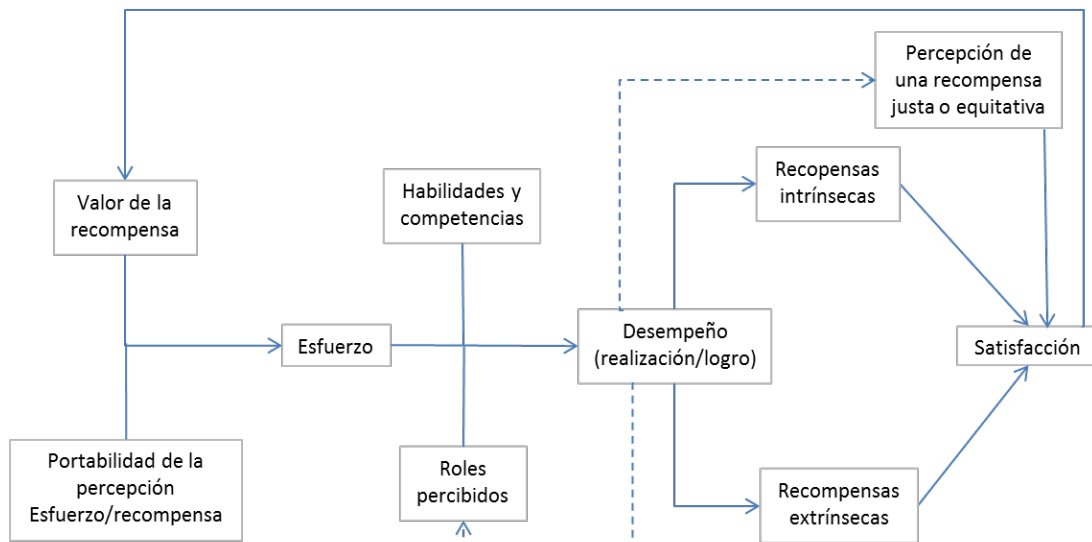 Percepción de
una recompensa
justa o equitativa
Valor de la
recompensa
Habilidades y
competencias
Recopensas
intrínsecas
Esfuerzo
Desempeño
(realización/logro)
Satisfacción
Portabilidad de la
percepción
Esfuerzo/recompensa
Roles
percibidos
Recompensas
extrínsecas